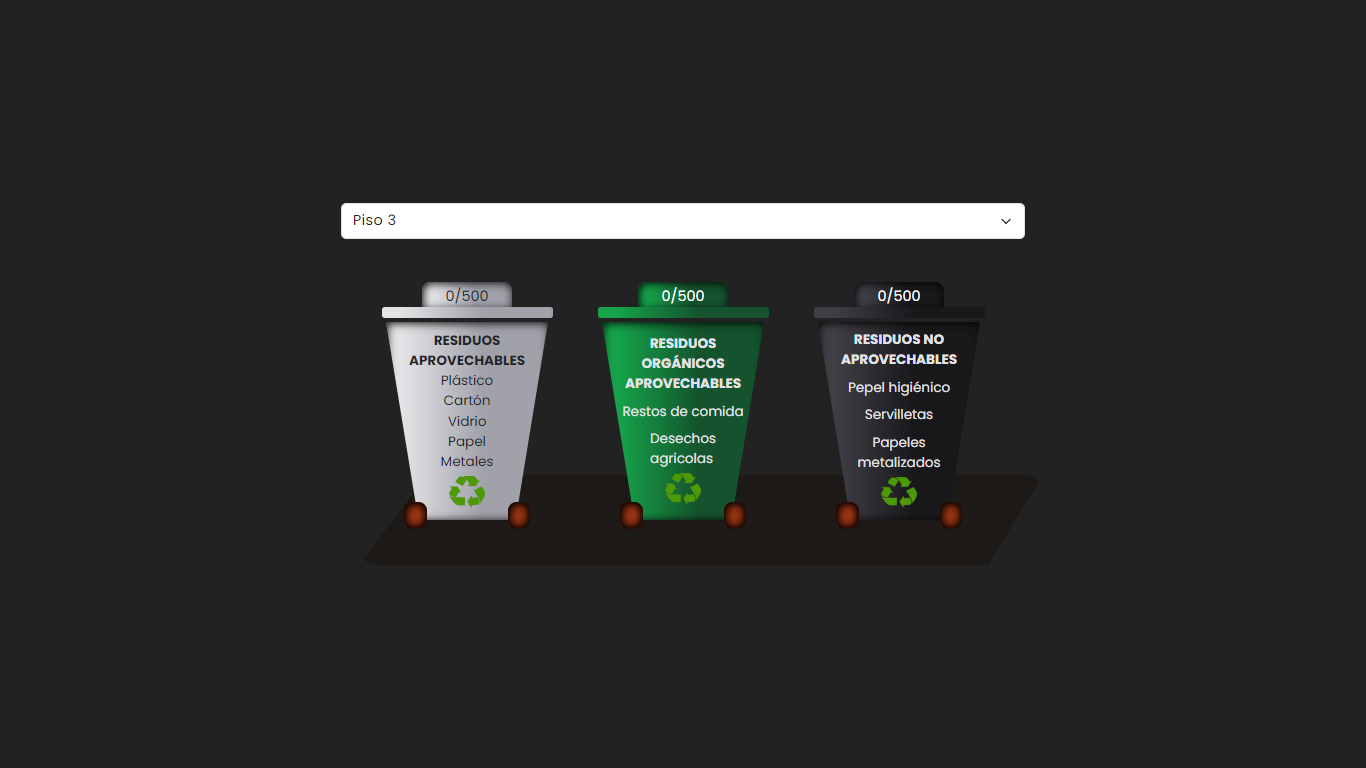 Piso 3
0/500
RESIDUOS
APROVECHABLES
Plástico
Cartón
Vidrio
Papel
Metales
0/500
RESIDUOS
ORGÁNICOS
APROVECHABLES
Restos de comida
Desechos
agricolas
0/500
RESIDUOS NO
APROVECHABLES
Pepel higiénico
Servilletas
Papeles
metalizados